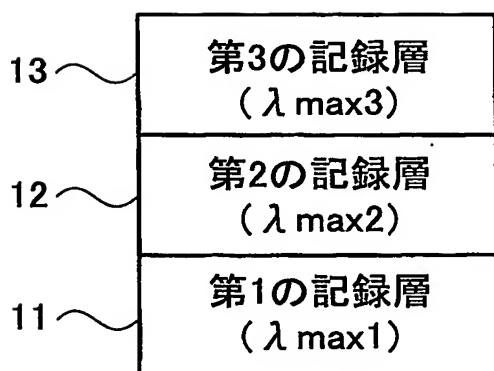 13
第3の記録層
(λmax3)
12
第2の記録層
(λmax2)
11
第1の記録層
(λmax1)